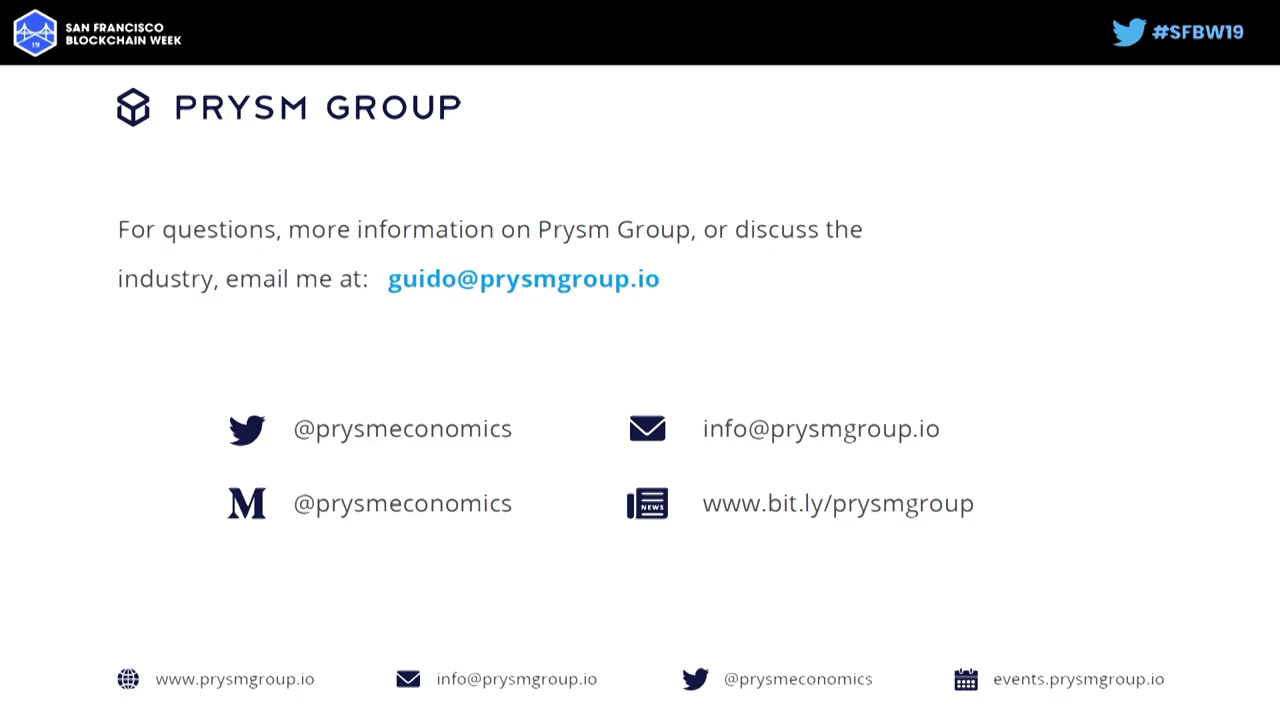 SAN FRANCISCO
BLOCKCHAIN WEEK
19
#SFBW19
PRYSM GROUP
For questions, more information on Prysm Group, or discuss the
industry, email me at: guido@prysmgroup.io
@prysmeconomics
info@prysmgroup.io
M
@prysmeconomics
NEWS
www.bit.ly/prysmgroup
www.prysmgroup.io
info@prysmgroup.io
@prysmeconomics
events.prysmgroup.io